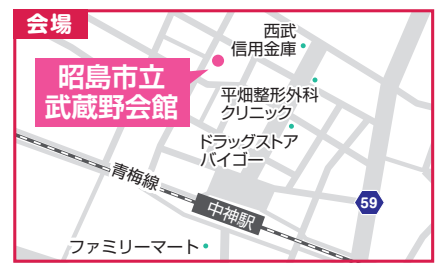 会場
西武
信用金庫
昭島市立
武蔵野会館
平畑整形外科
クリニック
ドラッグストア
バイゴー
青梅線
中神駅
59
ファミリーマート